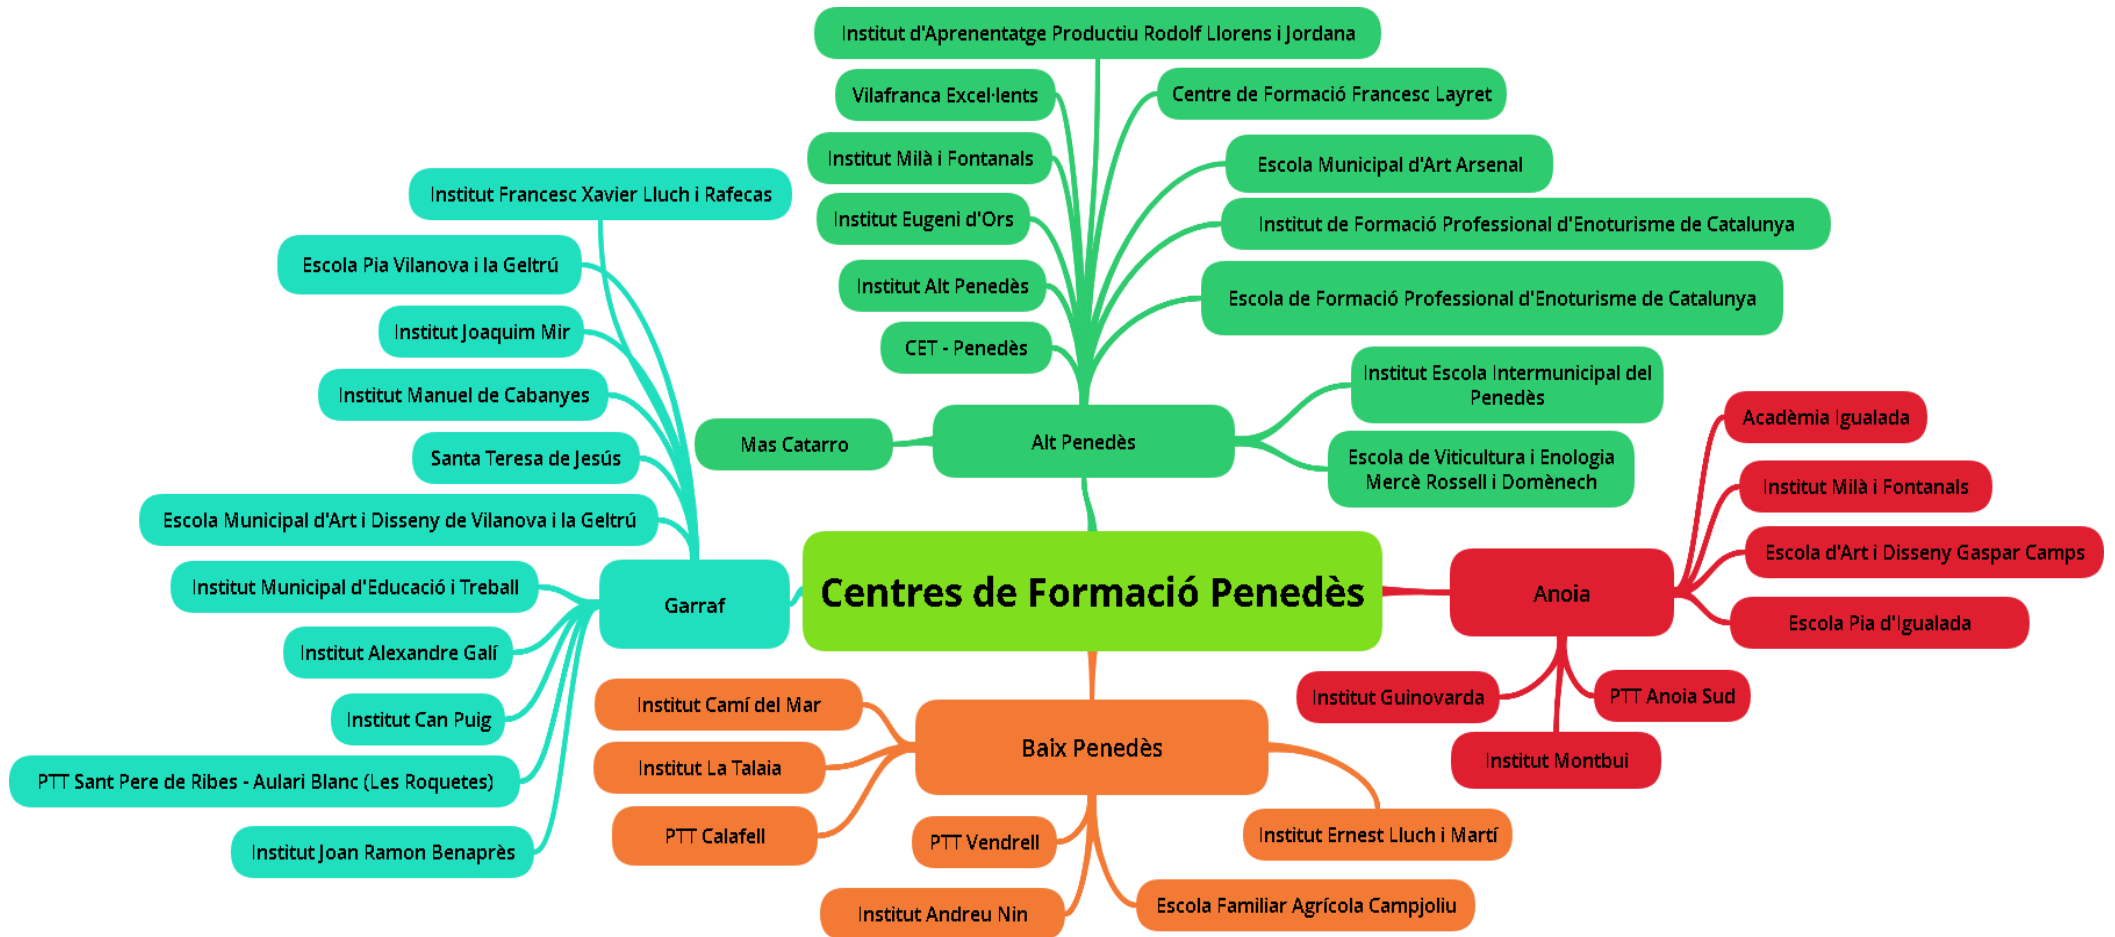 Institut d'Aprenentatge Productiu Rodolf Llorens i Jordana
Vilafranca Excel·lents
Centre de Formació Francesc Layret
Institut Milà i Fontanals
Escola Municipal d'Art Arsenal
Institut Eugeni d'Ors
Institut de Formació Professional d'Enoturisme de Catalunya
Institut Alt Penedès
Escola de Formació Professional d'Enoturisme de Catalunya
CET - Penedès
Institut Escola Intermunicipal del
Penedès
Mas Catarro
Alt Penedès
Escola de Viticultura i Enologia
Mercè Rossell i Domènech
Institut Francesc Xavier Lluch i Rafecas
Escola Pia Vilanova i la Geltrú
Institut Joaquim Mir
Institut Manuel de Cabanyes
Santa Teresa de Jesús
Escola Municipal d'Art i Disseny de Vilanova i la Geltrú
Institut Municipal d'Educació i Treball
Garraf
Institut Alexandre Galí
Institut Can Puig
PTT Sant Pere de Ribes - Aulari Blanc (Les Roquetes)
Institut Joan Ramon Benaprès
Centres de Formació Penedès
Acadèmia Igualada
Institut Milà i Fontanals
Escola d'Art i Disseny Gaspar Camps
Anoia
Escola Pia d'Igualada
Institut Guinovarda
PTT Anoia Sud
Institut Montbui
Institut Camí del Mar
Baix Penedès
Institut La Talaia
PTT Calafell
PTT Vendrell
Institut Ernest Lluch i Martí
Institut Andreu Nin
Escola Familiar Agrícola Campjoliu